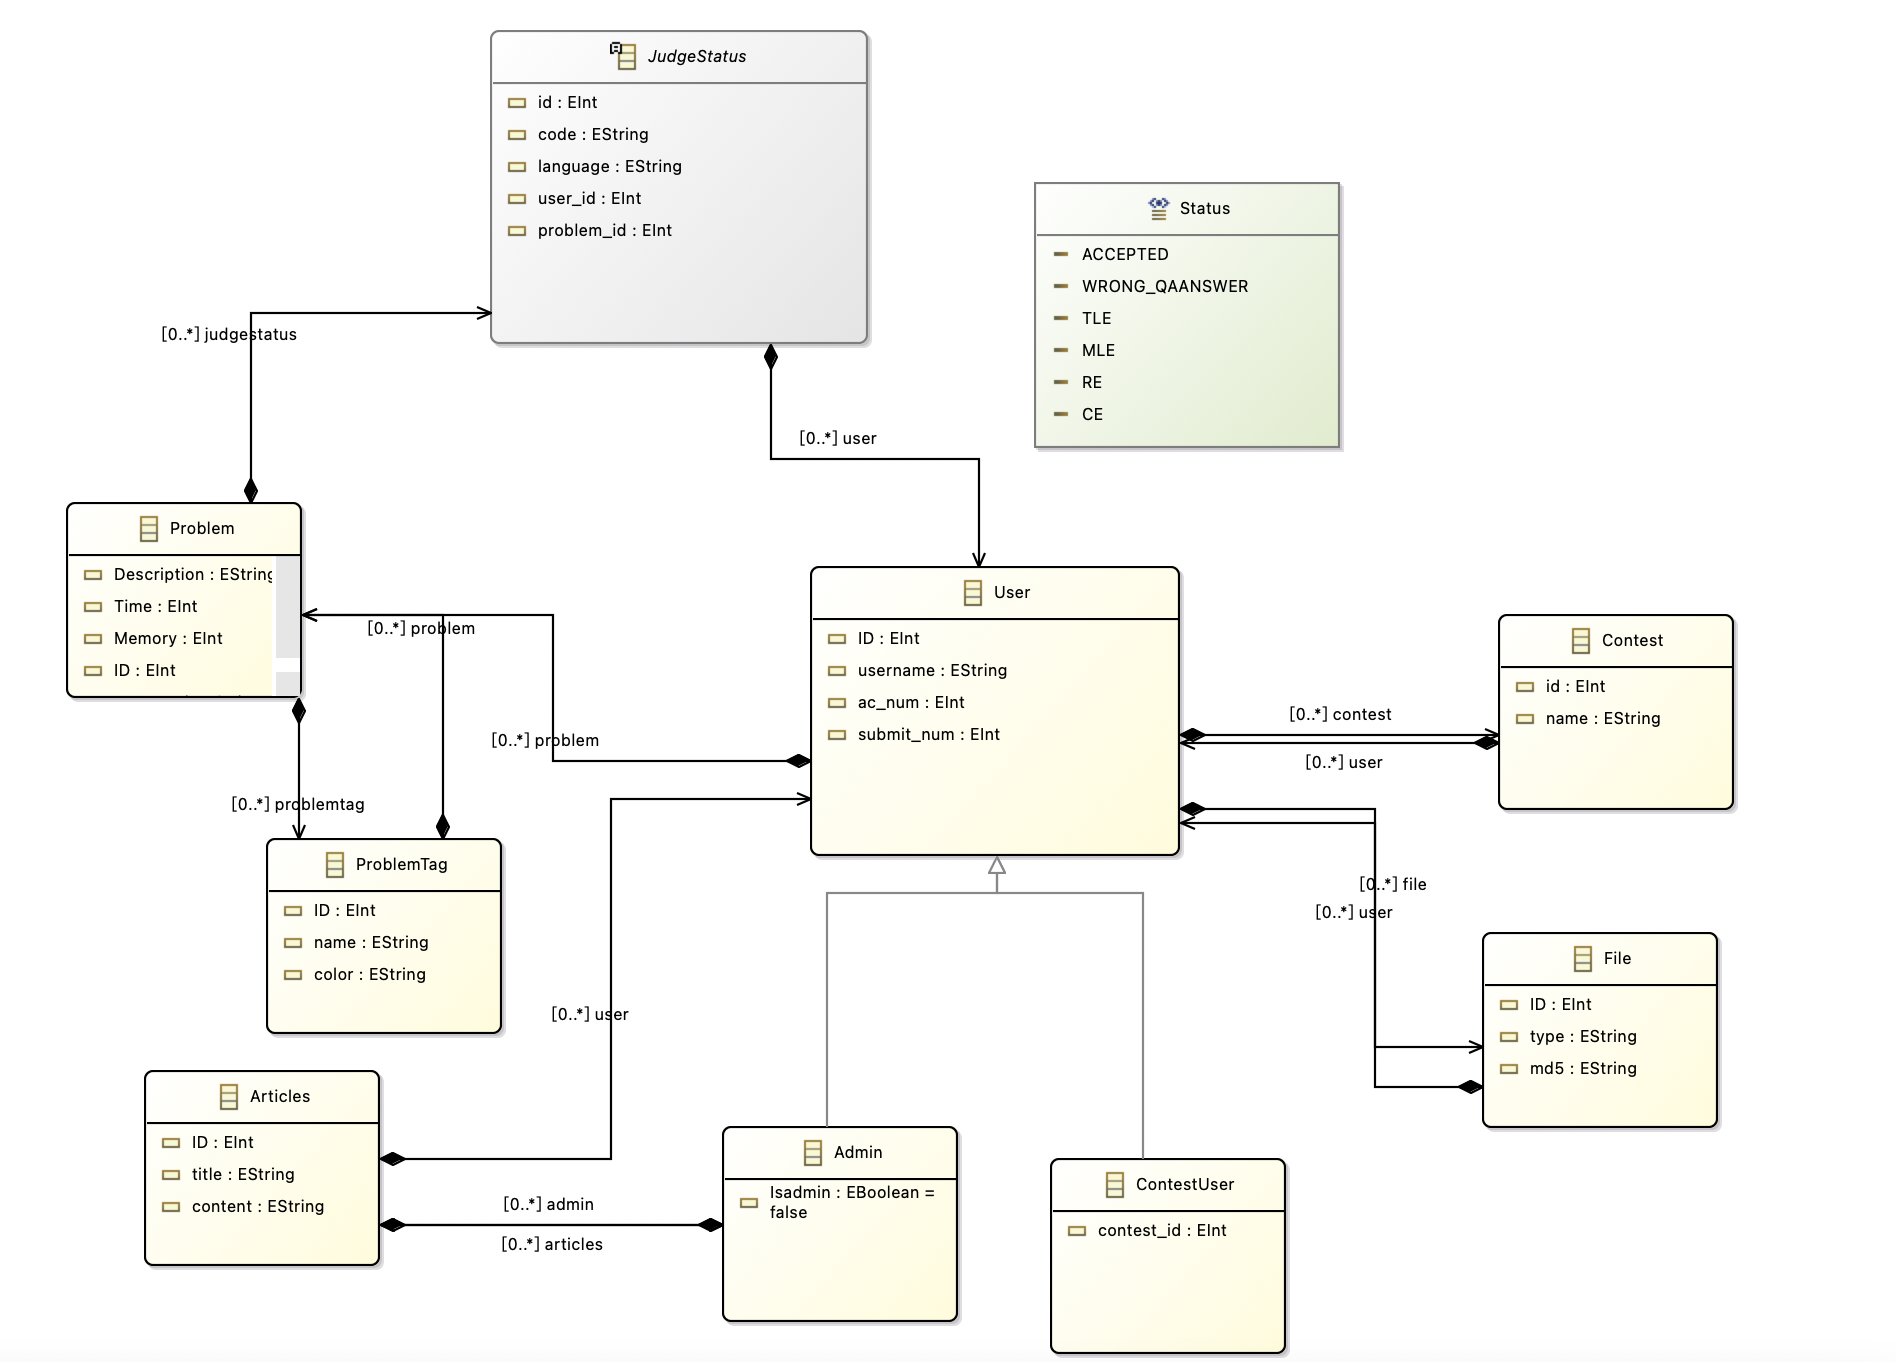 JudgeStatus
id : EInt
code : EString
language : EString
user_id : EInt
problem_id : EInt
Status
ACCEPTED
WRONG_QAANSWER
TLE
MLE
RE
CE
[0..*] judgestatus
[0..*] user
Problem
Description : EString
Time : EInt
Memory : EInt
ID : EInt
[0..*] problem
User
ID : EInt
username : EString
ac_num : EInt
submit_num : EInt
Contest
id : EInt
name : EString
[0..*] contest
[0..*] user
[0..*] problem
[0..*] problemtag
ProblemTag
ID : EInt
name : EString
color : EString
[0..*] file
[0..*] user
File
ID : EInt
type : EString
md5 : EString
[0..*] user
Articles
ID : EInt
title : EString
content : EString
[0..*] admin
[0..*] articles
Admin
Isadmin : EBoolean =
false
ContestUser
contest_id : EInt